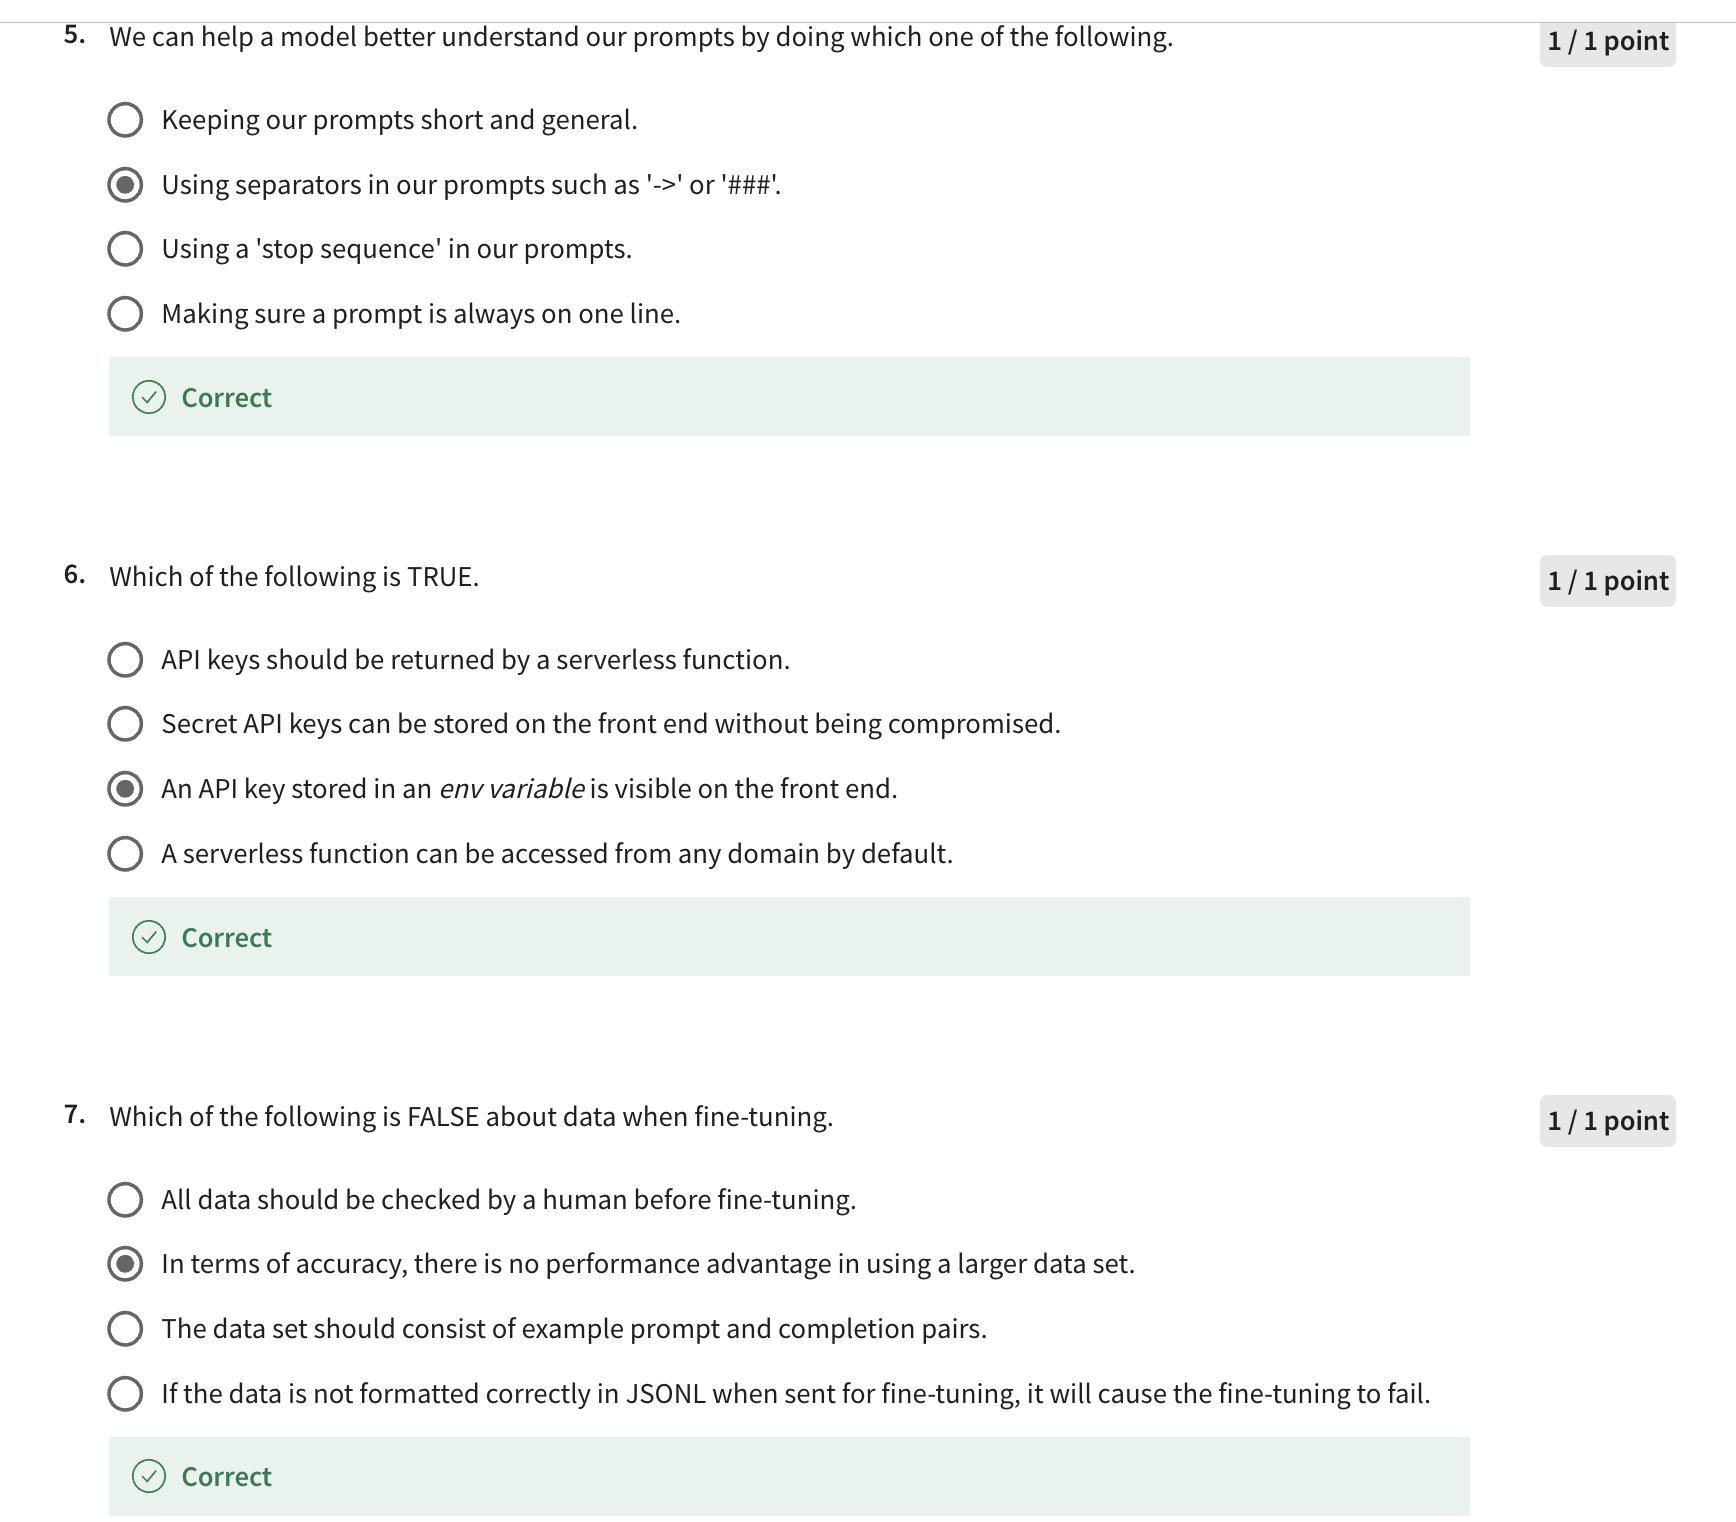 5. We can help a model better understand our prompts by doing which one of the following.
1 / 1 point
Keeping our prompts short and general.
Using separators in our prompts such as '->' or '###'.
Using a 'stop sequence' in our prompts.
Making sure a prompt is always on one line.
Correct
6. Which of the following is TRUE.
1 / 1 point
API keys should be returned by a serverless function.
Secret API keys can be stored on the front end without being compromised.
An API key stored in an env variable is visible on the front end.
A serverless function can be accessed from any domain by default.
Correct
7. Which of the following is FALSE about data when fine-tuning.
1 / 1 point
All data should be checked by a human before fine-tuning.
In terms of accuracy, there is no performance advantage in using a larger data set.
The data set should consist of example prompt and completion pairs.
If the data is not formatted correctly in JSONL when sent for fine-tuning, it will cause the fine-tuning to fail.
Correct